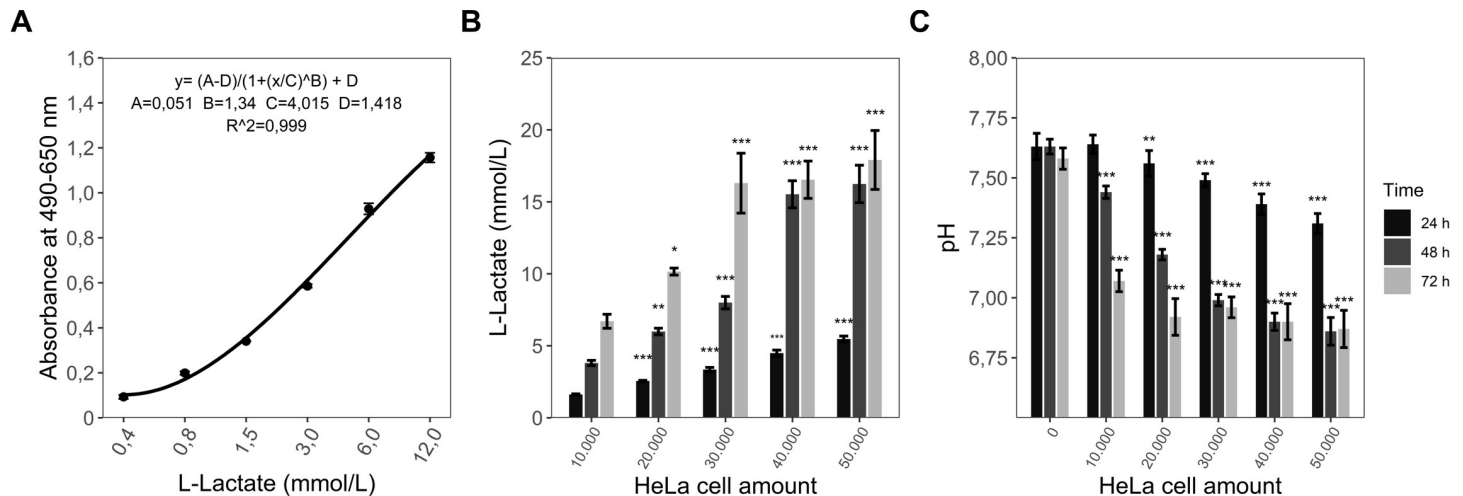 A
Absorbance at 490-650 nm
1,6
1,4
1,2
1,0
0,8
0,6
0,4
0,2
0
y= (A-D)/(1+(x/C)^B) + D
A=0,051 B=1,34 C=4,015 D=1,418
R^2=0,999
0,4 0,8 1,5 3,0 6,0 12,0
L-Lactate (mmol/L)
B
L-Lactate (mmol/L)
25
20
15
10
5
0
*** ** *** * *** *** *** *** *** *** *** *** ***
10.000 20.000 30.000 40.000 50.000
HeLa cell amount
C
pH
8,00
7,75
7,50
7,25
7,00
6,75
*** *** ** *** *** *** *** *** *** *** *** *** *** ***
0 10.000 20.000 30.000 40.000 50.000
HeLa cell amount
Time
24 h
48 h
72 h